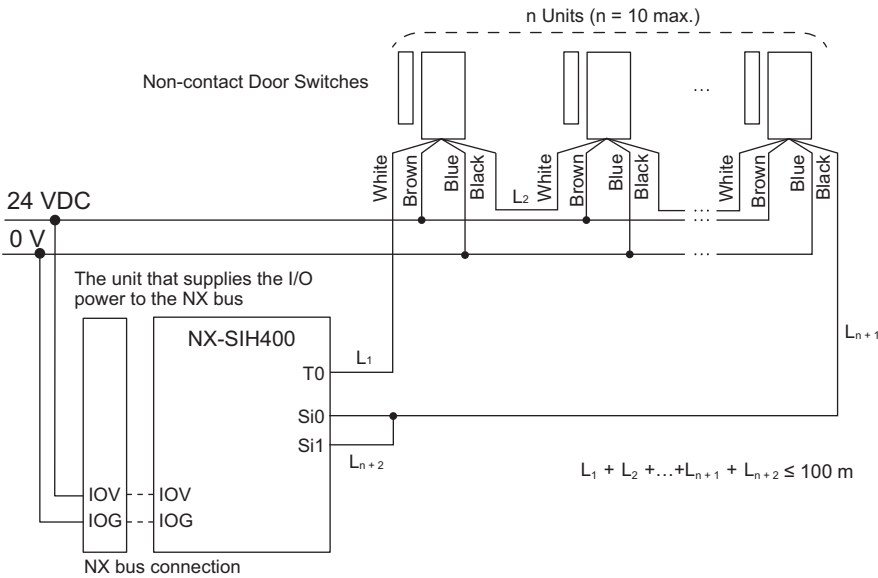 n Units (n = 10 max.)
Non-contact Door Switches
...
White
Brown
Blue
Black
L2
White
Brown
Blue
Black
White
Brown
Blue
Black
24 VDC
...
...
0 V
...
The unit that supplies the I/O
power to the NX bus
NX-SIH400
L1
Ln + 1
T0
Si0
Si1
Ln + 2
L1 + L2 +...+Ln + 1 + Ln + 2 ≤ 100 m
IOV
IOV
IOG
IOG
NX bus connection